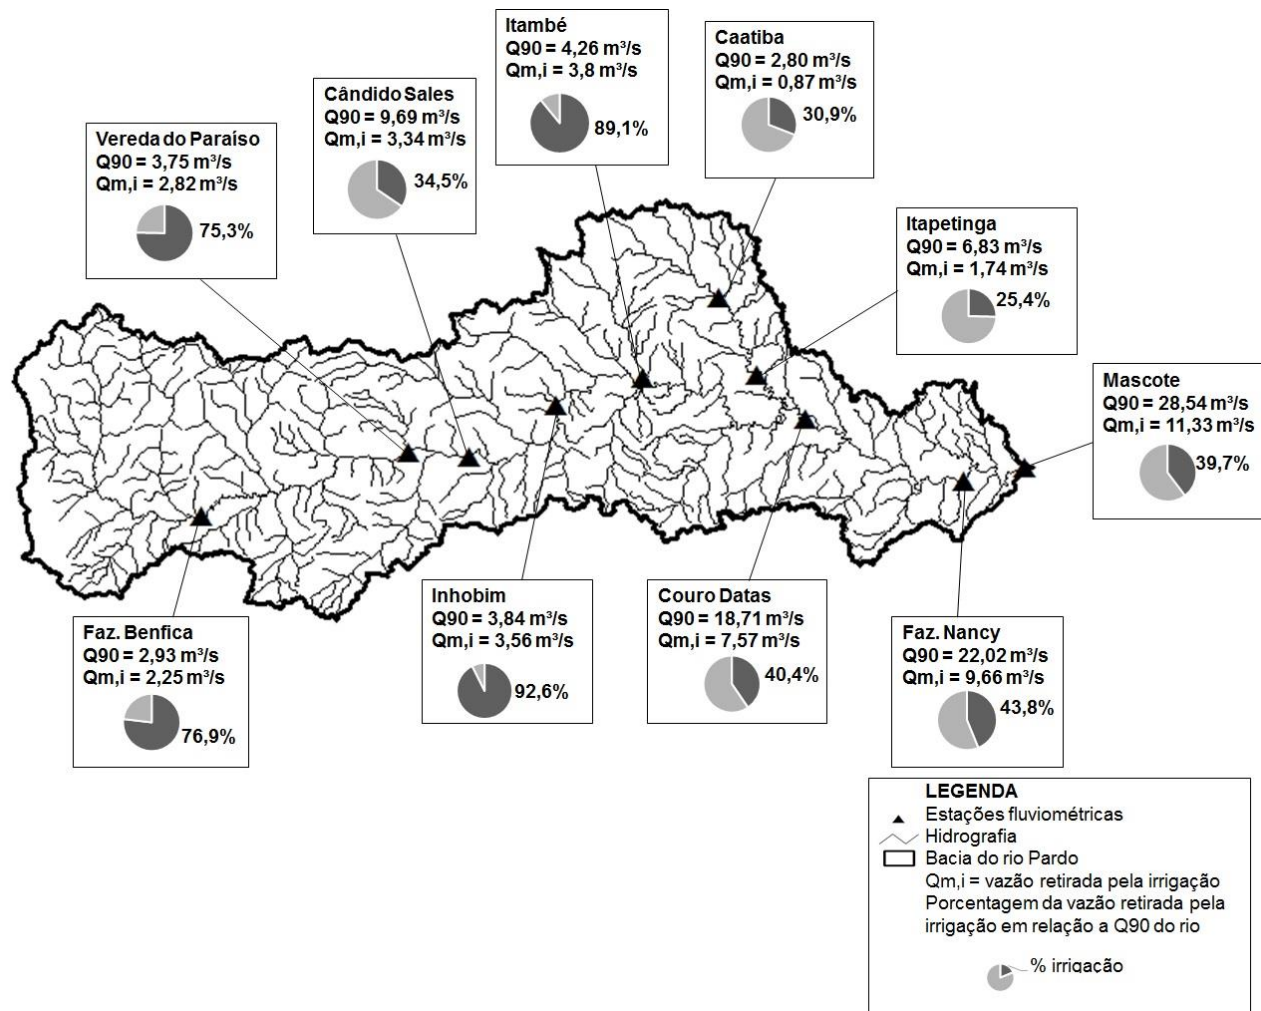 Itambé
Q90 = 4,26 m³/s
Qm,i = 3,8 m³/s
89,1%
Caatiba
Q90 = 2,80 m³/s
Qm,i = 0,87 m³/s
30,9%
Cândido Sales
Q90 = 9,69 m³/s
Qm,i = 3,34 m³/s
34,5%
Vereda do Paraíso
Q90 = 3,75 m³/s
Qm,i = 2,82 m³/s
75,3%
Itapetinga
Q90 = 6,83 m³/s
Qm,i = 1,74 m³/s
25,4%
Mascote
Q90 = 28,54 m³/s
Qm,i = 11,33 m³/s
39,7%
Faz. Benfica
Q90 = 2,93 m³/s
Qm,i = 2,25 m³/s
76,9%
Inhobim
Q90 = 3,84 m³/s
Qm,i = 3,56 m³/s
92,6%
Couro Datas
Q90 = 18,71 m³/s
Qm,i = 7,57 m³/s
40,4%
Faz. Nancy
Q90 = 22,02 m³/s
Qm,i = 9,66 m³/s
43,8%
LEGENDA
Estações fluviométricas
Hidrografia
Bacia do rio Pardo
Qm,i = vazão retirada pela irrigação
Porcentagem da vazão retirada pela
irrigação em relação a Q90 do rio
% irrigação